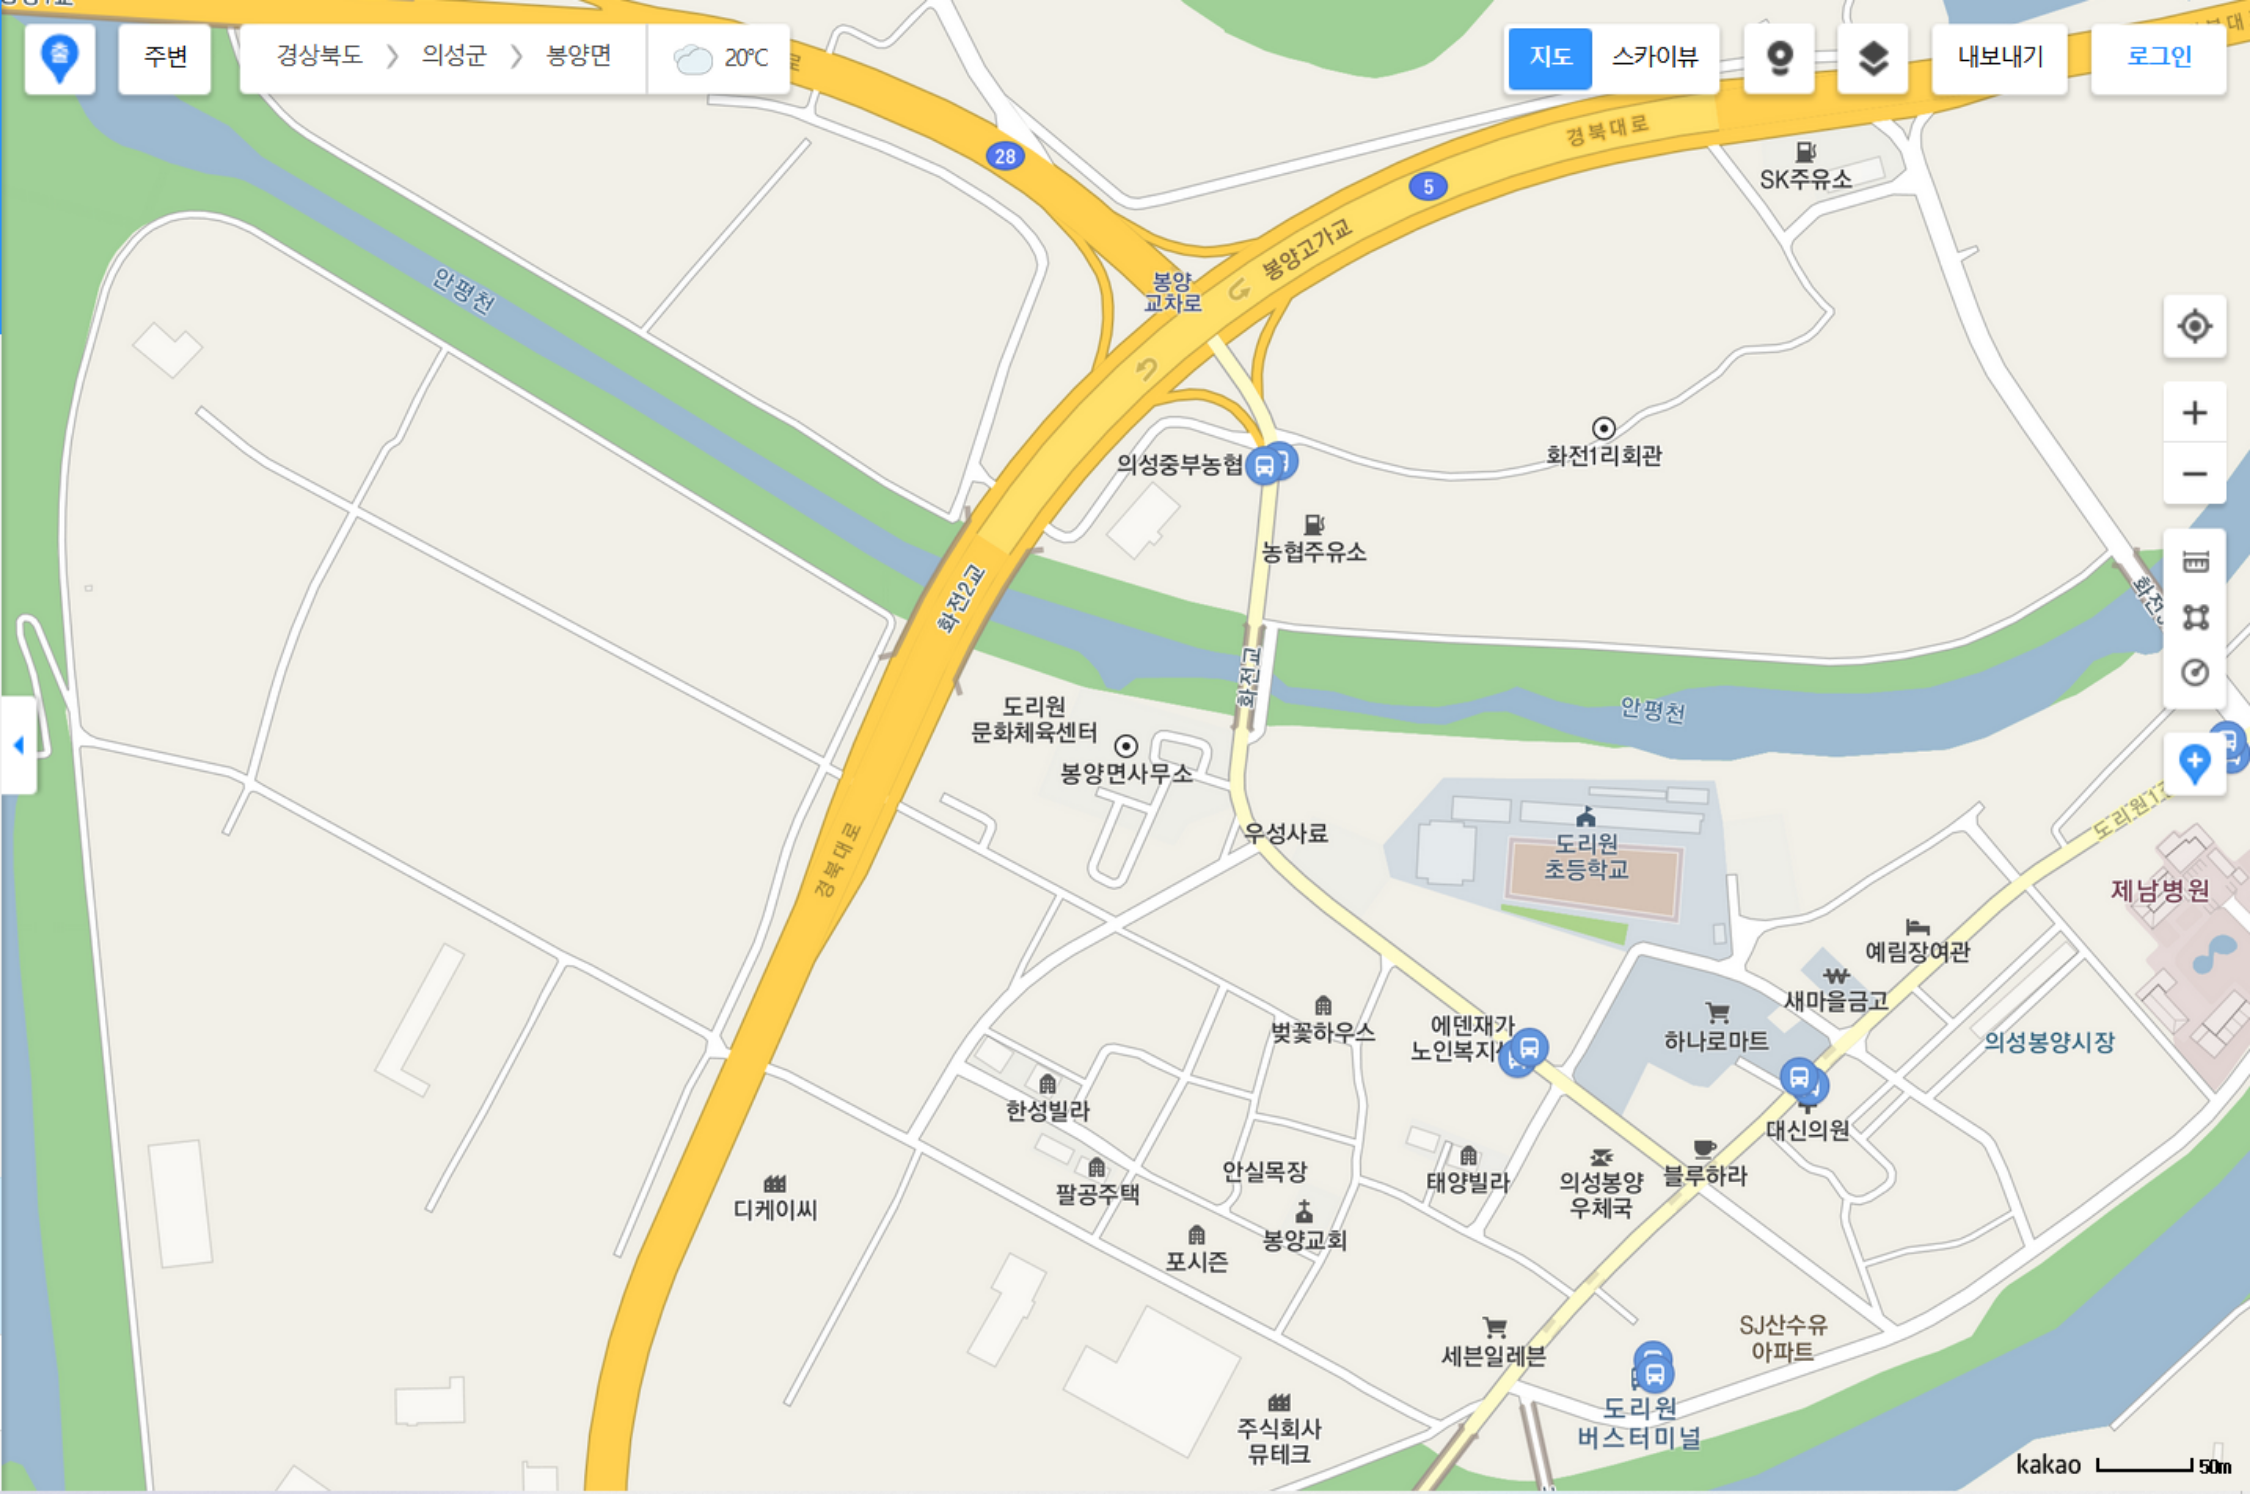 주변
경상북도
의성군
봉양면
20℃
지도
스카이뷰
내보내기
로그인
출
28
5
경북대로
SK주유소
봉양고가교
봉양
교차로
안평천
의성중부농협
화전1리회관
농협주유소
화전2교
화전교
도리원
문화체육센터
봉양면사무소
안평천
우성사료
경북대로
도리원
초등학교
도리원1
제남병원
예림장여관
새마을금고
하나로마트
의성봉양시장
벚꽃하우스
에덴재가
노인복지
대신의원
한성빌라
블루하라
팔공주택
안실목장
태양빌라
의성봉양
우체국
디케이씨
봉양교회
포시즌
SJ산수유
아파트
세븐일레븐
도리원
버스터미널
주식회사
뮤테크
kakao
50m